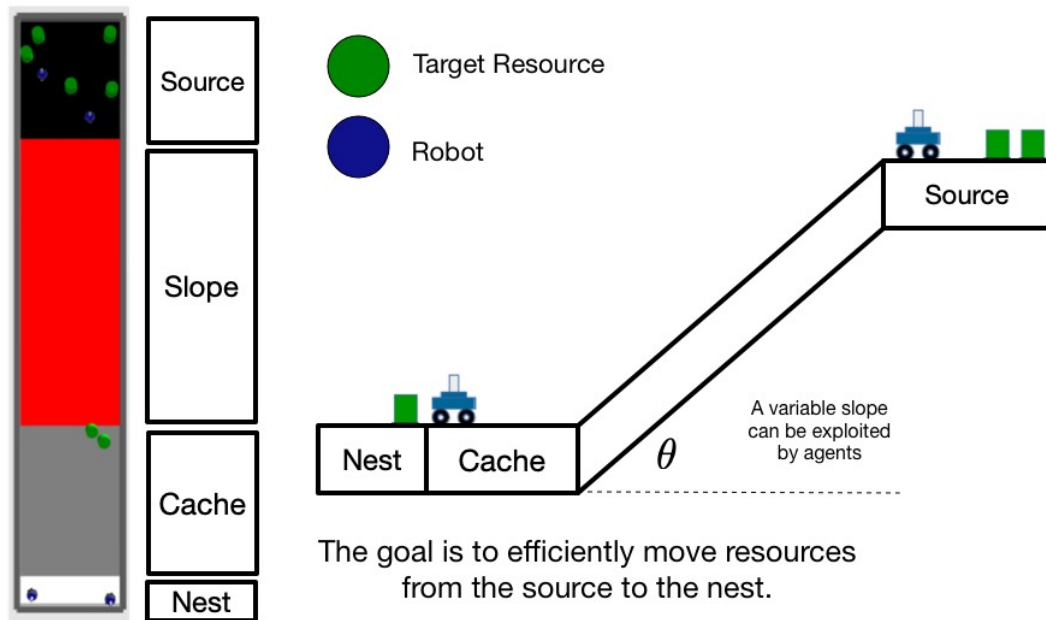 Source
Slope
Cache
Nest
Target Resource
Robot
Source
Nest
Cache
θ
A variable slope
can be exploited
by agents
The goal is to efficiently move resources
from the source to the nest.